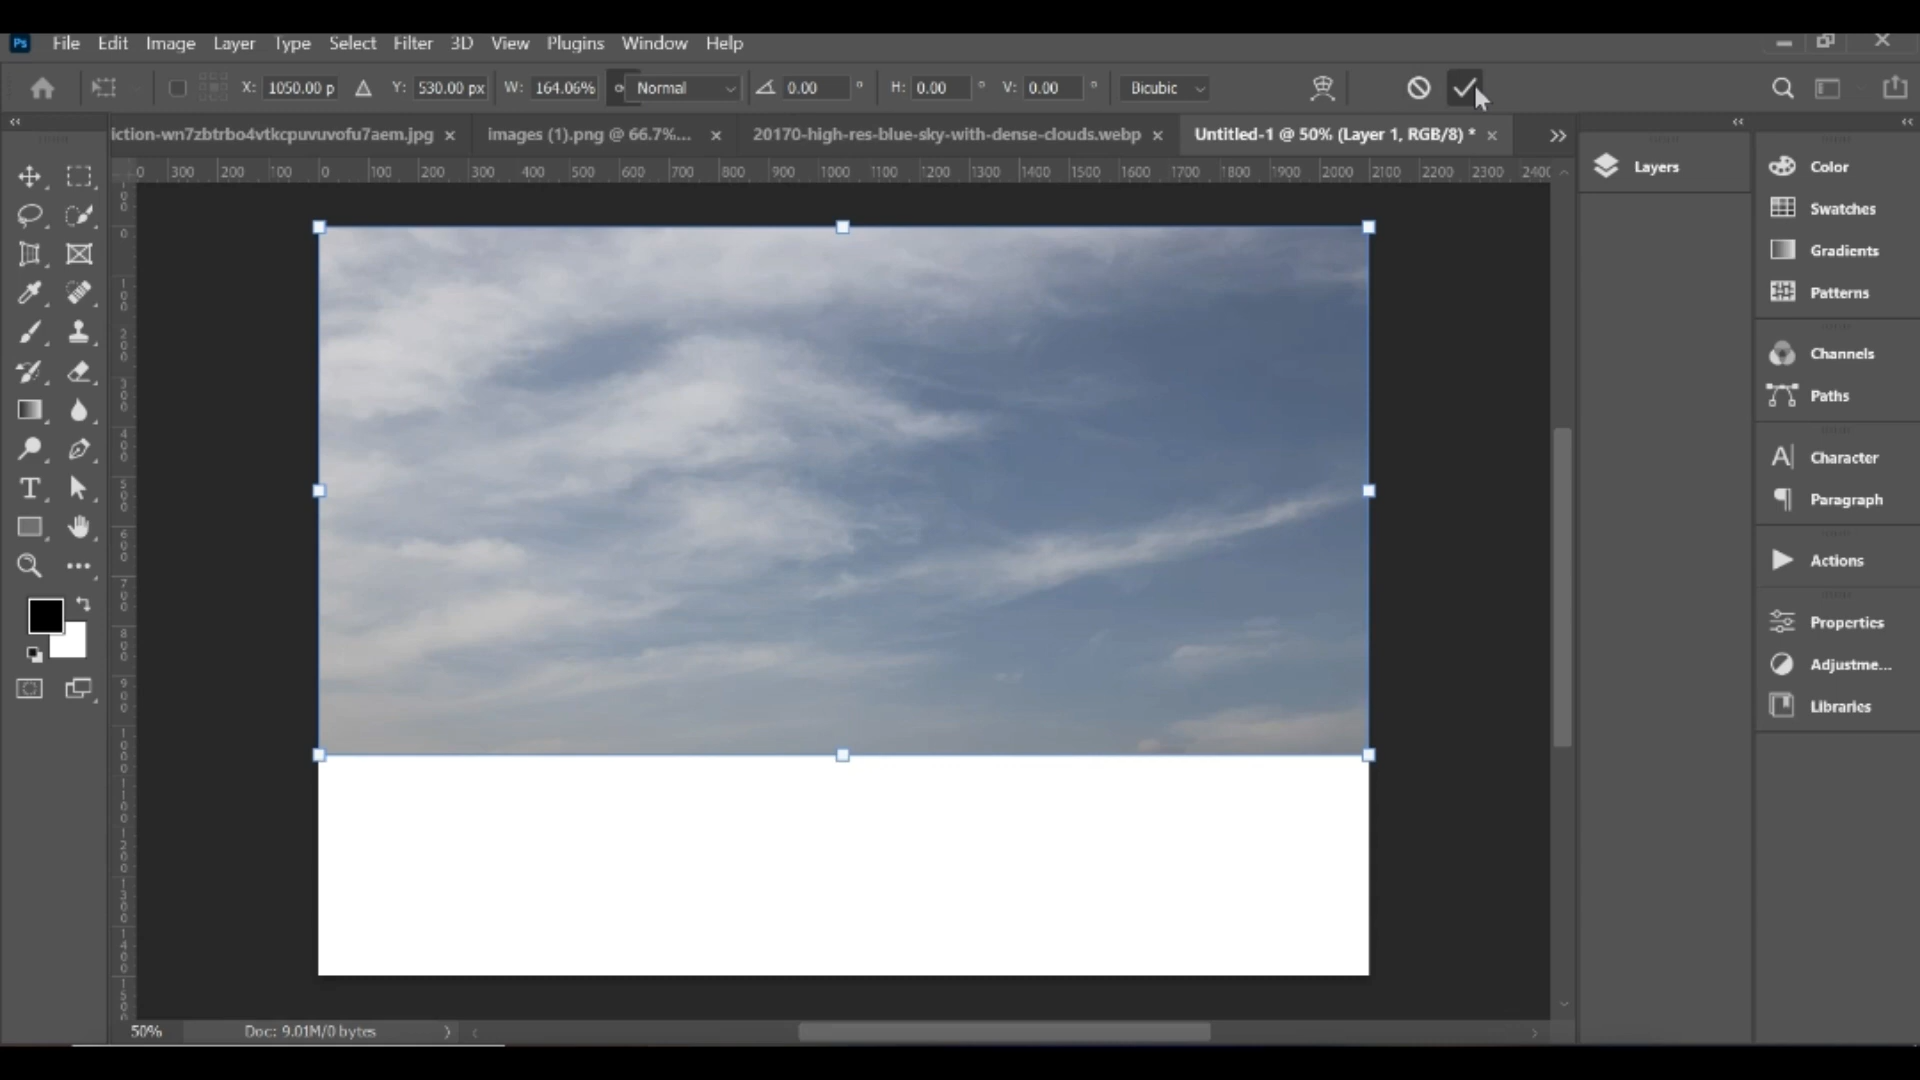 Ps File Edit Image Layer Type Select Filter 3D View Plugins Window Help
X: 1050.00 p Y: 530.00 px W: 164.06% Normal 0.00 ° H: 0.00 ° V: 0.00 ° Bicubic
iction-wn7zbtrbo4vtkcpuvuvofu7aem.jpg × images (1).png @ 66.7%... × 20170-high-res-blue-sky-with-dense-clouds.webp × Untitled-1 @ 50% (Layer 1, RGB/8) * ×
0 300 200 100 0 100 200 300 400 500 600 700 800 900 1000 1100 1200 1300 1400 1500 1600 1700 1800 1900 2000 2100 2200 2300 2400
Layers
Color
Swatches
Gradients
Patterns
Channels
Paths
Character
Paragraph
Actions
Properties
Adjustme...
Libraries
50% Doc: 9.01M/0 bytes